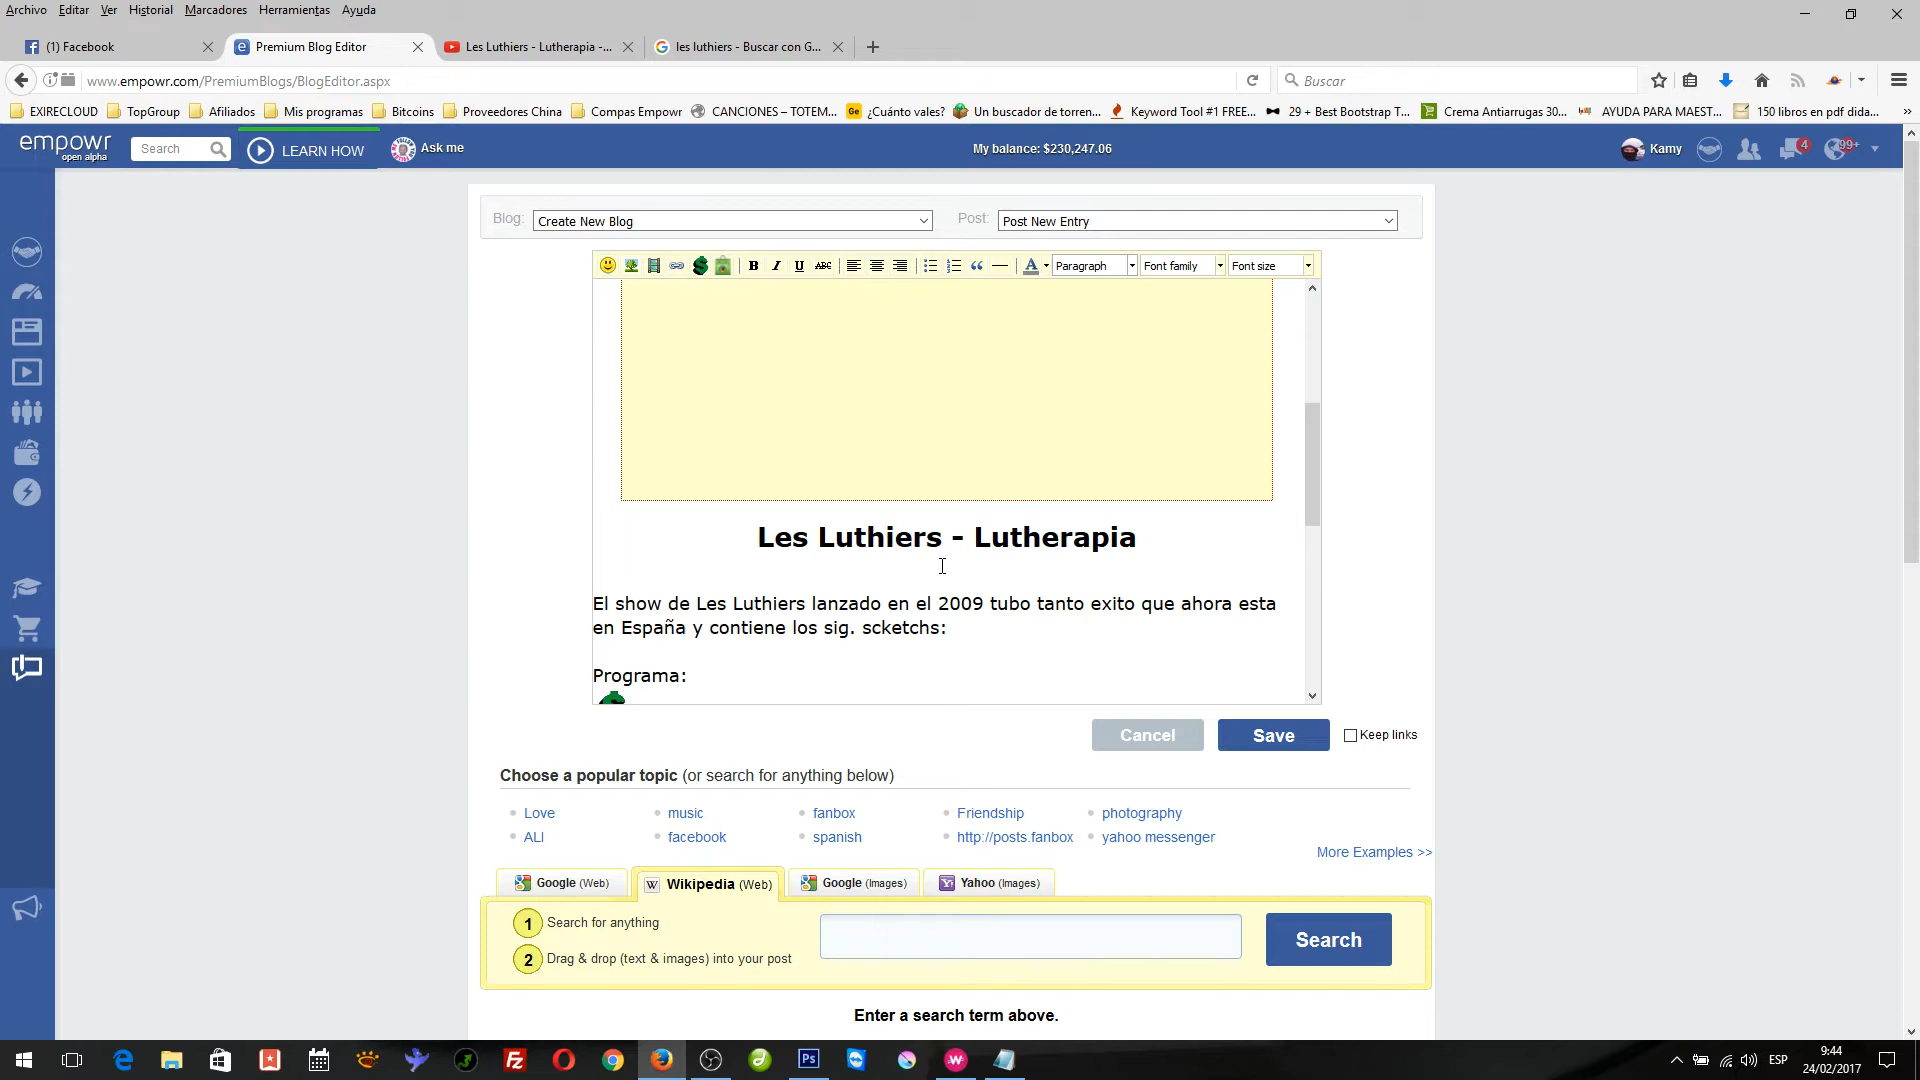 Archivo Editar Ver Historial Marcadores Herramientas Ayuda
(1) Facebook
Premium Blog Editor
Les Luthiers - Lutherapia -...
les luthiers - Buscar con G...
www.empowr.com/PremiumBlogs/BlogEditor.aspx
Buscar
EXIRECLOUD TopGroup Afiliados Mis programas Bitcoins Proveedores China Compas Empowr CANCIONES – TOTEM... Ge ¿Cuánto vales? Un buscador de torren... Keyword Tool #1 FREE... 29 + Best Bootstrap T... Crema Antiarrugas 30... AYUDA PARA MAEST... 150 libros en pdf dida...
empowr
open alpha
Search
LEARN HOW
Ask me
My balance: $230,247.06
Kamy
4
99+
Blog: Create New Blog Post: Post New Entry
B I U ABC A Paragraph Font family Font size
Les Luthiers - Lutherapia
El show de Les Luthiers lanzado en el 2009 tubo tanto exito que ahora esta
en España y contiene los sig. scketchs:
Programa:
Cancel Save Keep links
Choose a popular topic (or search for anything below)
Love music fanbox Friendship photography
ALI facebook spanish http://posts.fanbox yahoo messenger
More Examples >>
Google (Web) W Wikipedia (Web) Google (Images) Yahoo (Images)
1 Search for anything
2 Drag & drop (text & images) into your post
Search
Enter a search term above.
Ps
ESP
9:44
24/02/2017